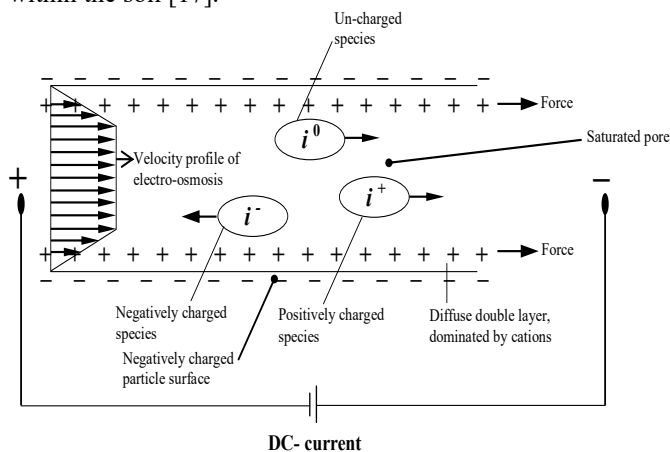 within the soil [17].
Un-charged
species
− − − − − − − − − − − − − −
+ + + + + + + + + + + + + + + Force
i⁰
Saturated pore
Velocity profile of
electro-osmosis
+
−
i⁺
i⁻
+ + + + + + + + + + + + + + + Force
− − − − − − − − − − − − − −
Negatively charged
species
Positively charged
species
Diffuse double layer,
dominated by cations
Negatively charged
particle surface
DC- current